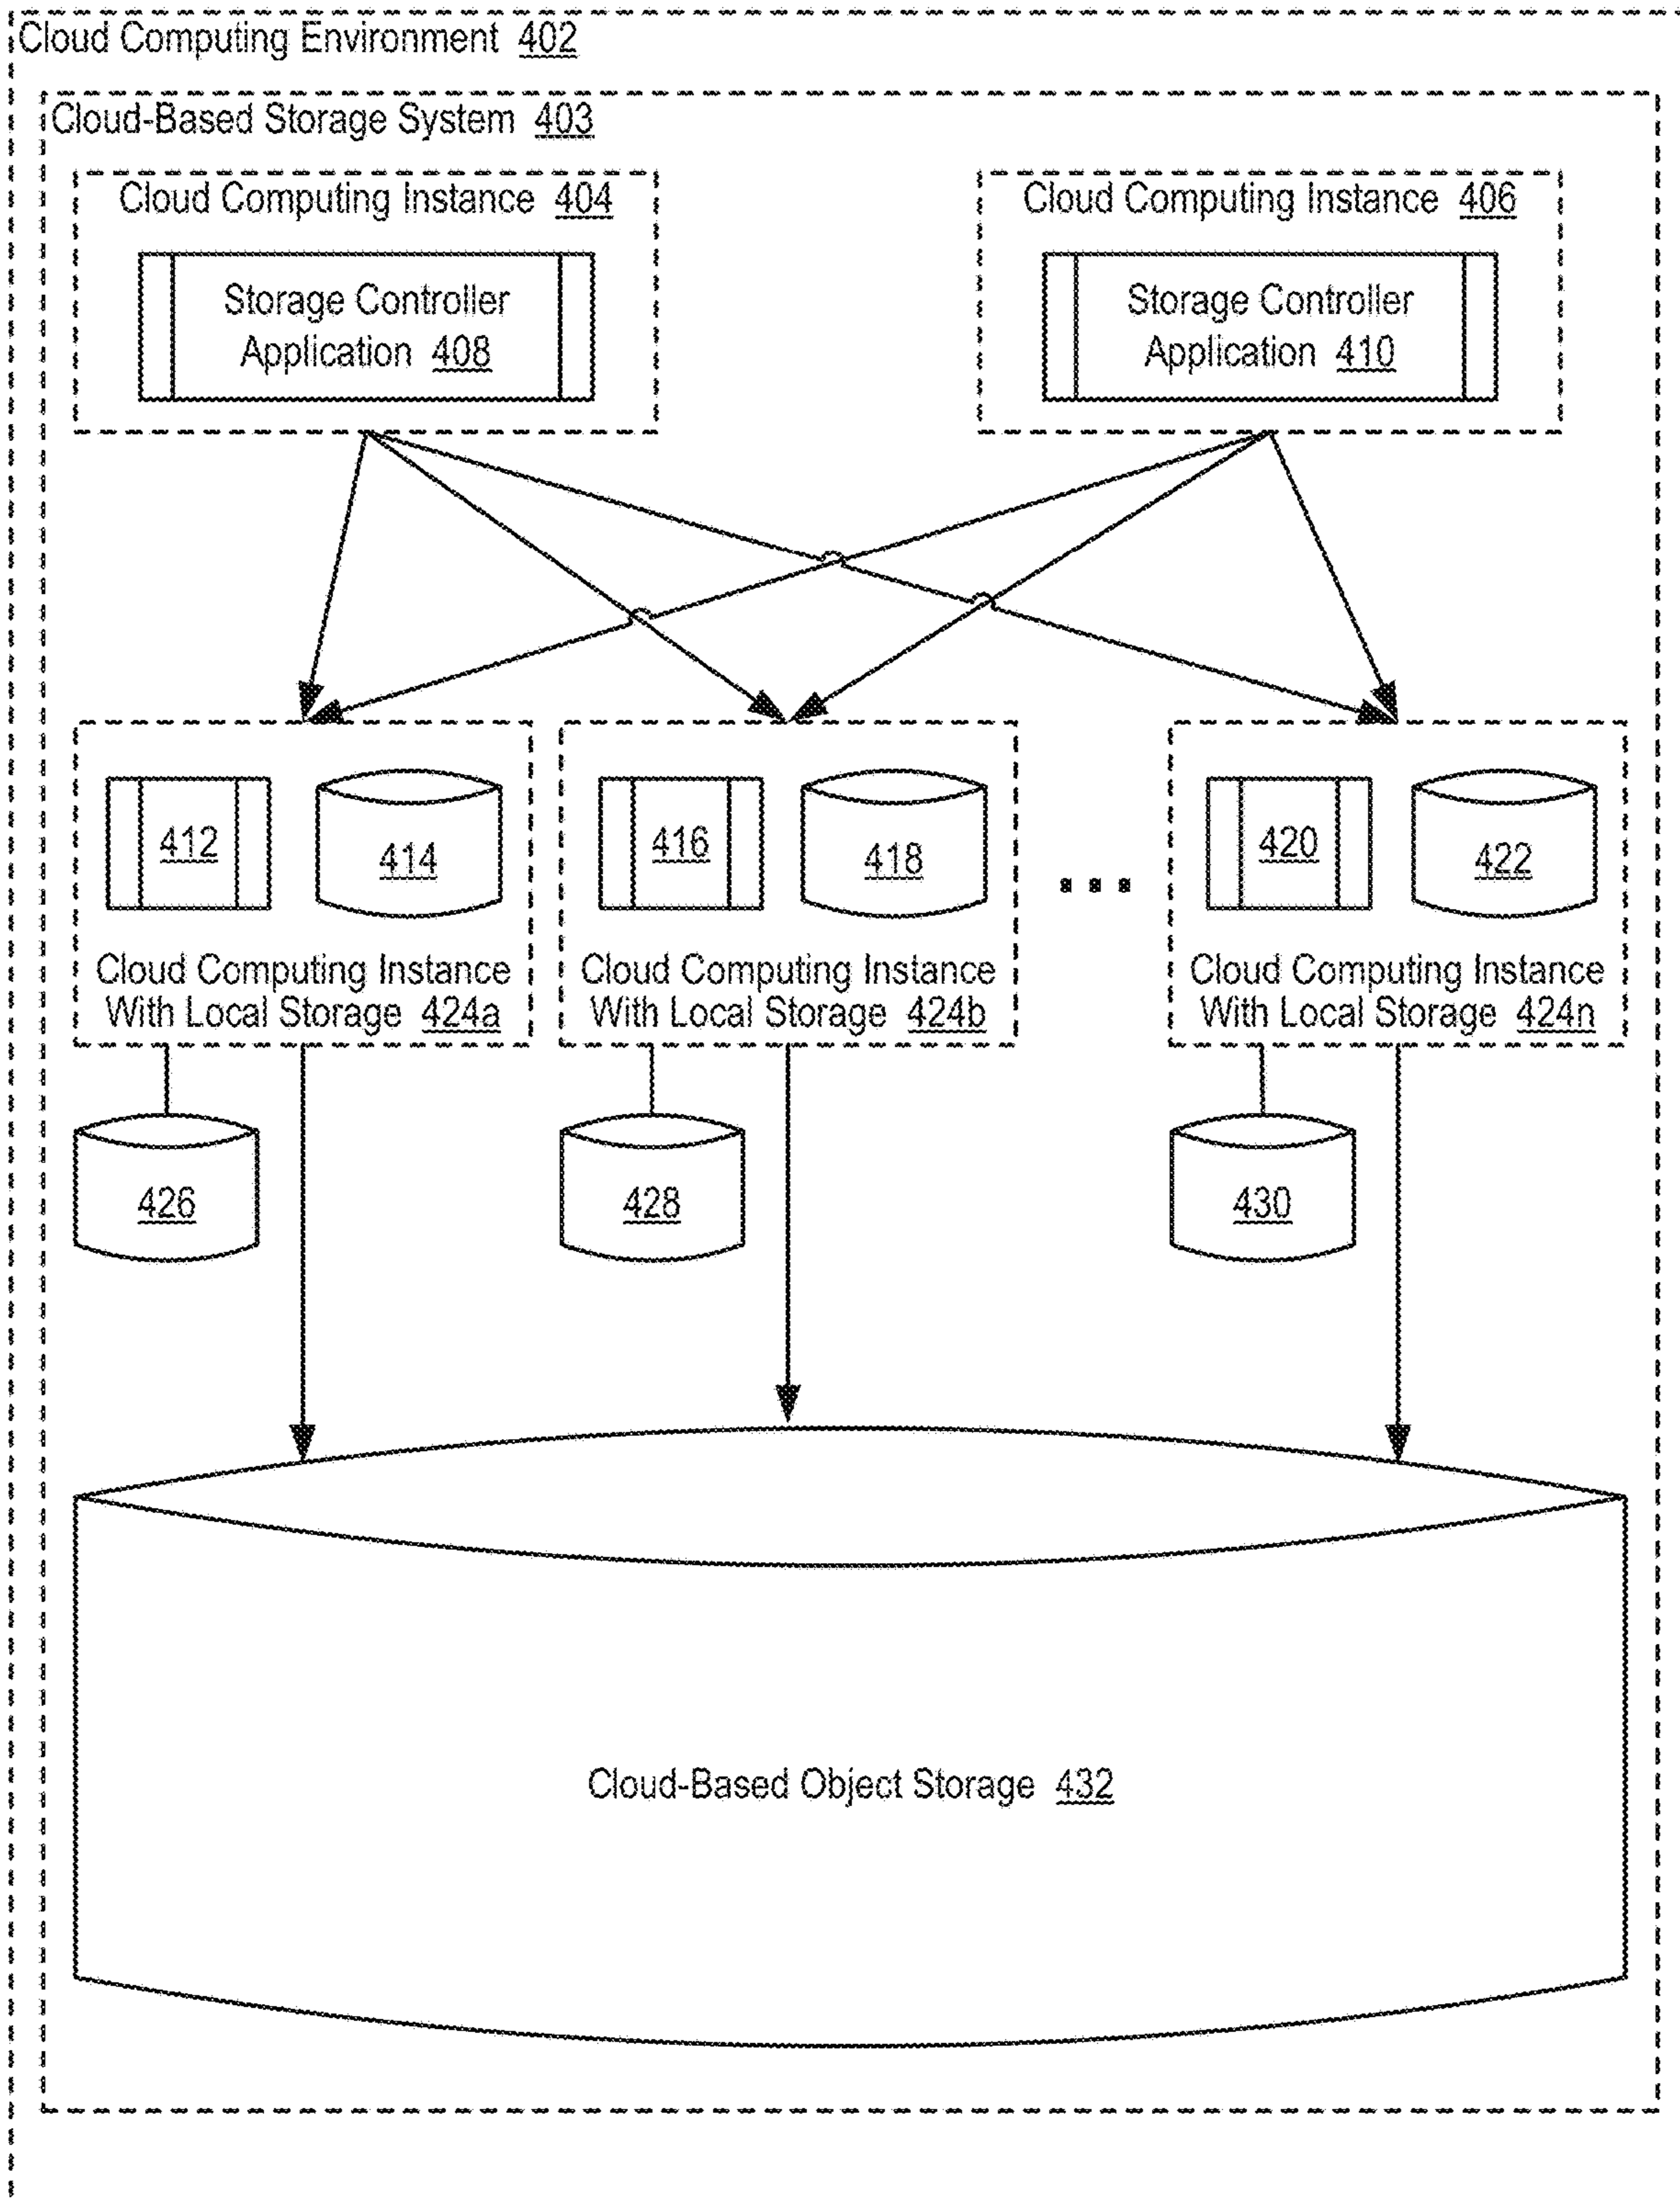 Cloud Computing Environment 402
Cloud-Based Storage System 403
Cloud Computing Instance 404
Storage Controller
Application 408
Cloud Computing Instance 406
Storage Controller
Application 410
412
414
Cloud Computing Instance
With Local Storage 424a
416
418
Cloud Computing Instance
With Local Storage 424b
...
420
422
Cloud Computing Instance
With Local Storage 424n
426
428
430
Cloud-Based Object Storage 432